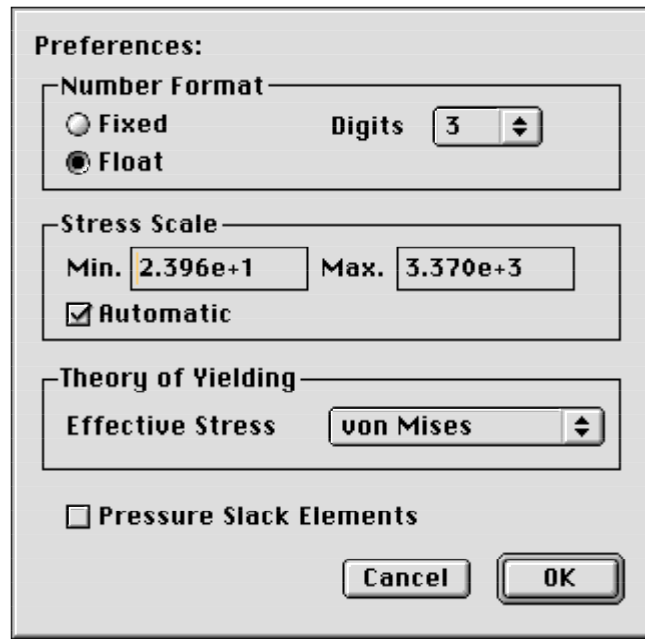 Preferences:
Number Format
Fixed Digits 3
Float
Stress Scale
Min. 2.396e+1 Max. 3.370e+3
Automatic
Theory of Yielding
Effective Stress von Mises
Pressure Slack Elements
Cancel OK